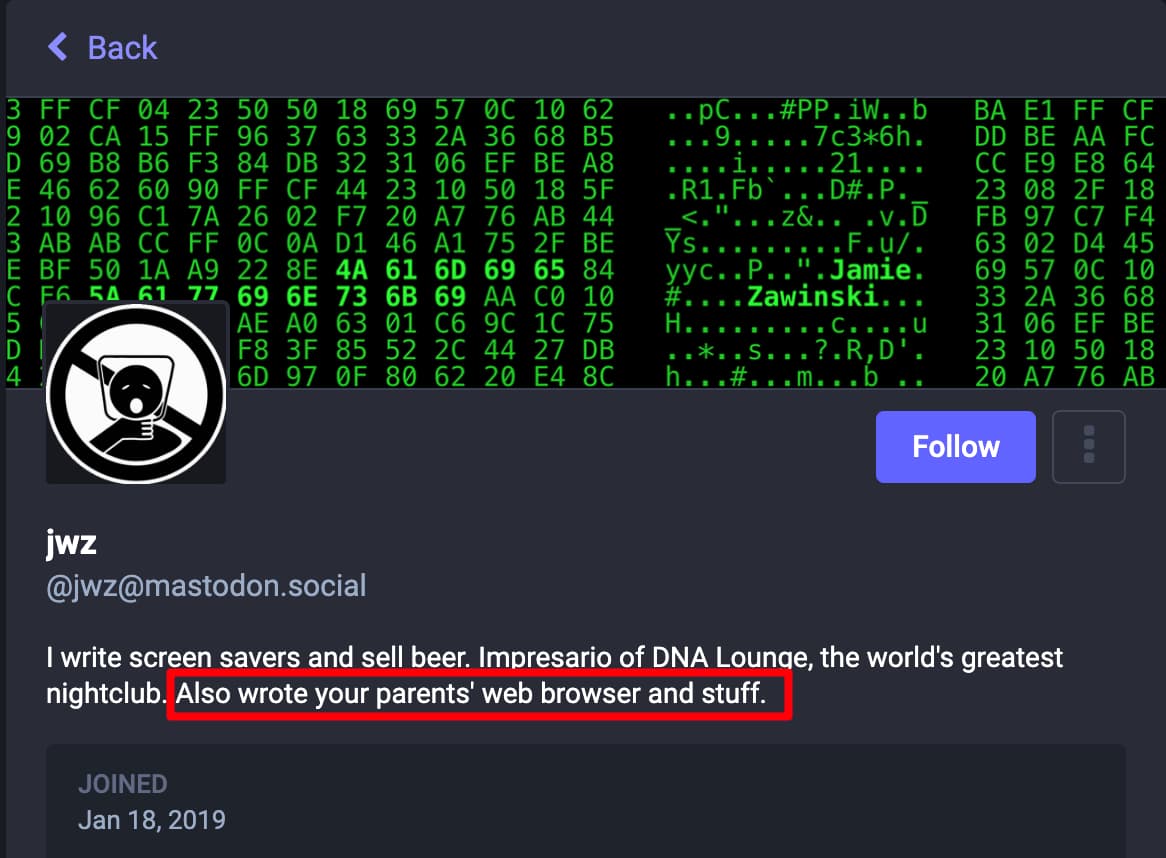 Back
3 FF CF 04 23 50 50 18 69 57 0C 10 62 ..pC...#PP.iW..b BA E1 FF CF
9 02 CA 15 FF 96 37 63 33 2A 36 68 B5 ...9.....7c3*6h. DD BE AA FC
D 69 B8 B6 F3 84 DB 32 31 06 EF BE A8 ....i.....21.... CC E9 E8 64
E 46 62 60 90 FF CF 44 23 10 50 18 5F .R1.Fb`...D#.P._ 23 08 2F 18
2 10 96 C1 7A 26 02 F7 20 A7 76 AB 44 _<."...z&.. .v.D FB 97 C7 F4
3 AB AB CC FF 0C 0A D1 46 A1 75 2F BE Ys.........F.u/. 63 02 D4 45
E BF 50 1A A9 22 8E 4A 61 6D 69 65 84 yyc..P..".Jamie. 69 57 0C 10
C F6 5A 61 77 69 6E 73 6B 69 AA C0 10 #....Zawinski... 33 2A 36 68
5 AE A0 63 01 C6 9C 1C 75 H.........c....u 31 06 EF BE
D F8 3F 85 52 2C 44 27 DB ..*..s...?.R,D'. 23 10 50 18
4 6D 97 0F 80 62 20 E4 8C h...#...m...b .. 20 A7 76 AB
Follow
jwz
@jwz@mastodon.social
I write screen savers and sell beer. Impresario of DNA Lounge, the world's greatest
nightclub. Also wrote your parents' web browser and stuff.
JOINED
Jan 18, 2019